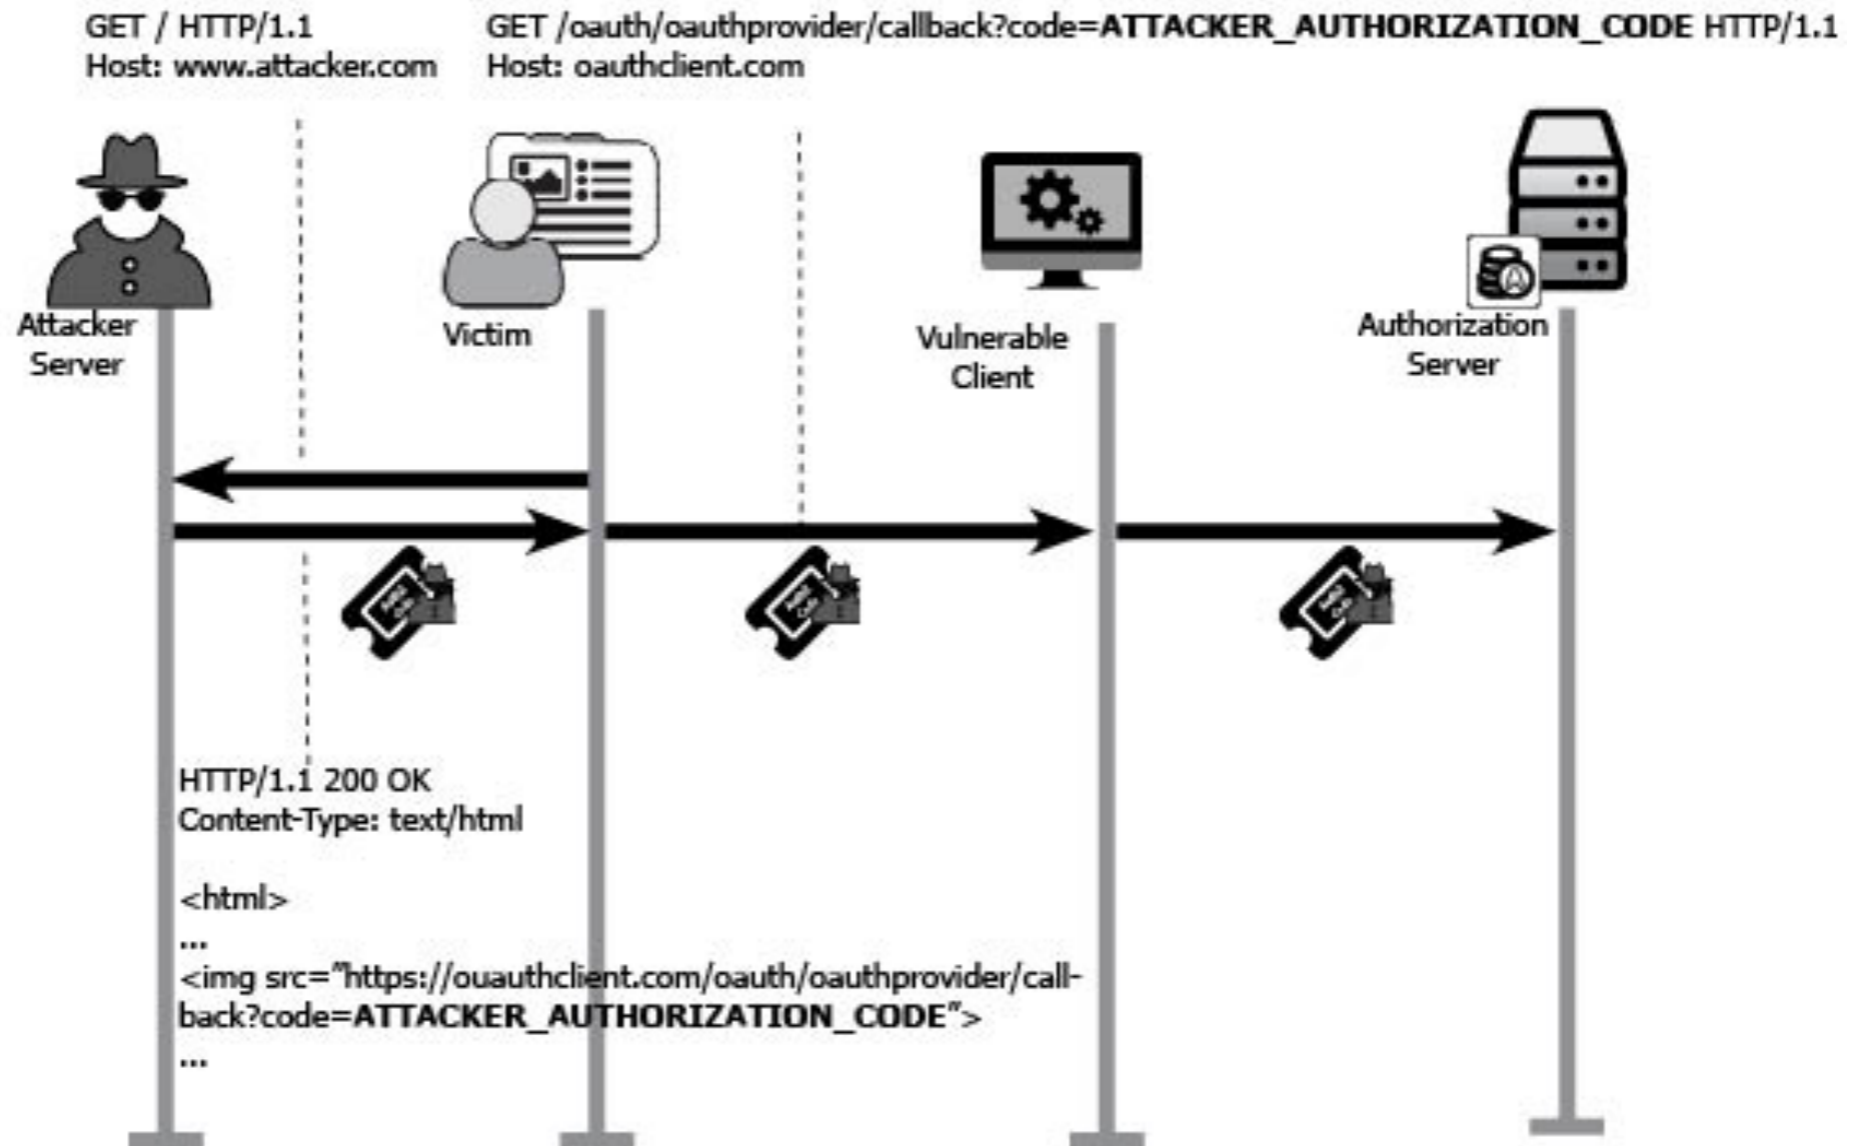 GET / HTTP/1.1
Host: www.attacker.com
GET /oauth/oauthprovider/callback?code=ATTACKER_AUTHORIZATION_CODE HTTP/1.1
Host: oauthclient.com
Attacker
Server
Victim
Vulnerable
Client
Authorization
Server
HTTP/1.1 200 OK
Content-Type: text/html
<html>
...
<img src="https://ouauthclient.com/oauth/oauthprovider/call-
back?code=ATTACKER_AUTHORIZATION_CODE">
...